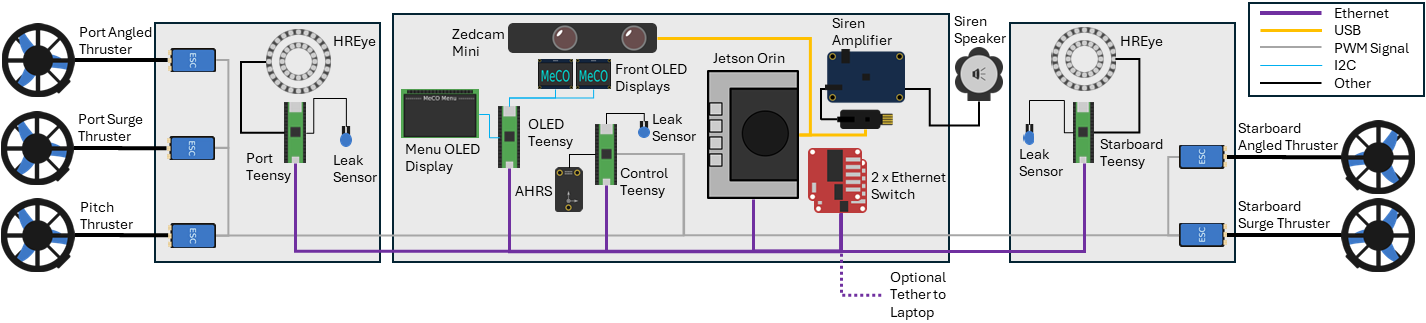 Port Angled
Thruster
ESC
HREye
Port Surge
Thruster
ESC
Port
Teensy
Leak
Sensor
Pitch
Thruster
ESC
Zedcam
Mini
MeCO
MeCO
Front OLED
Displays
MeCO Menu
Menu OLED
Display
OLED
Teensy
Leak
Sensor
AHRS
Control
Teensy
Jetson Orin
Siren
Amplifier
Siren
Speaker
2 x Ethernet
Switch
Optional
Tether to
Laptop
HREye
Leak
Sensor
Starboard
Teensy
ESC
Starboard
Angled Thruster
ESC
Starboard
Surge Thruster
Ethernet
USB
PWM Signal
I2C
Other